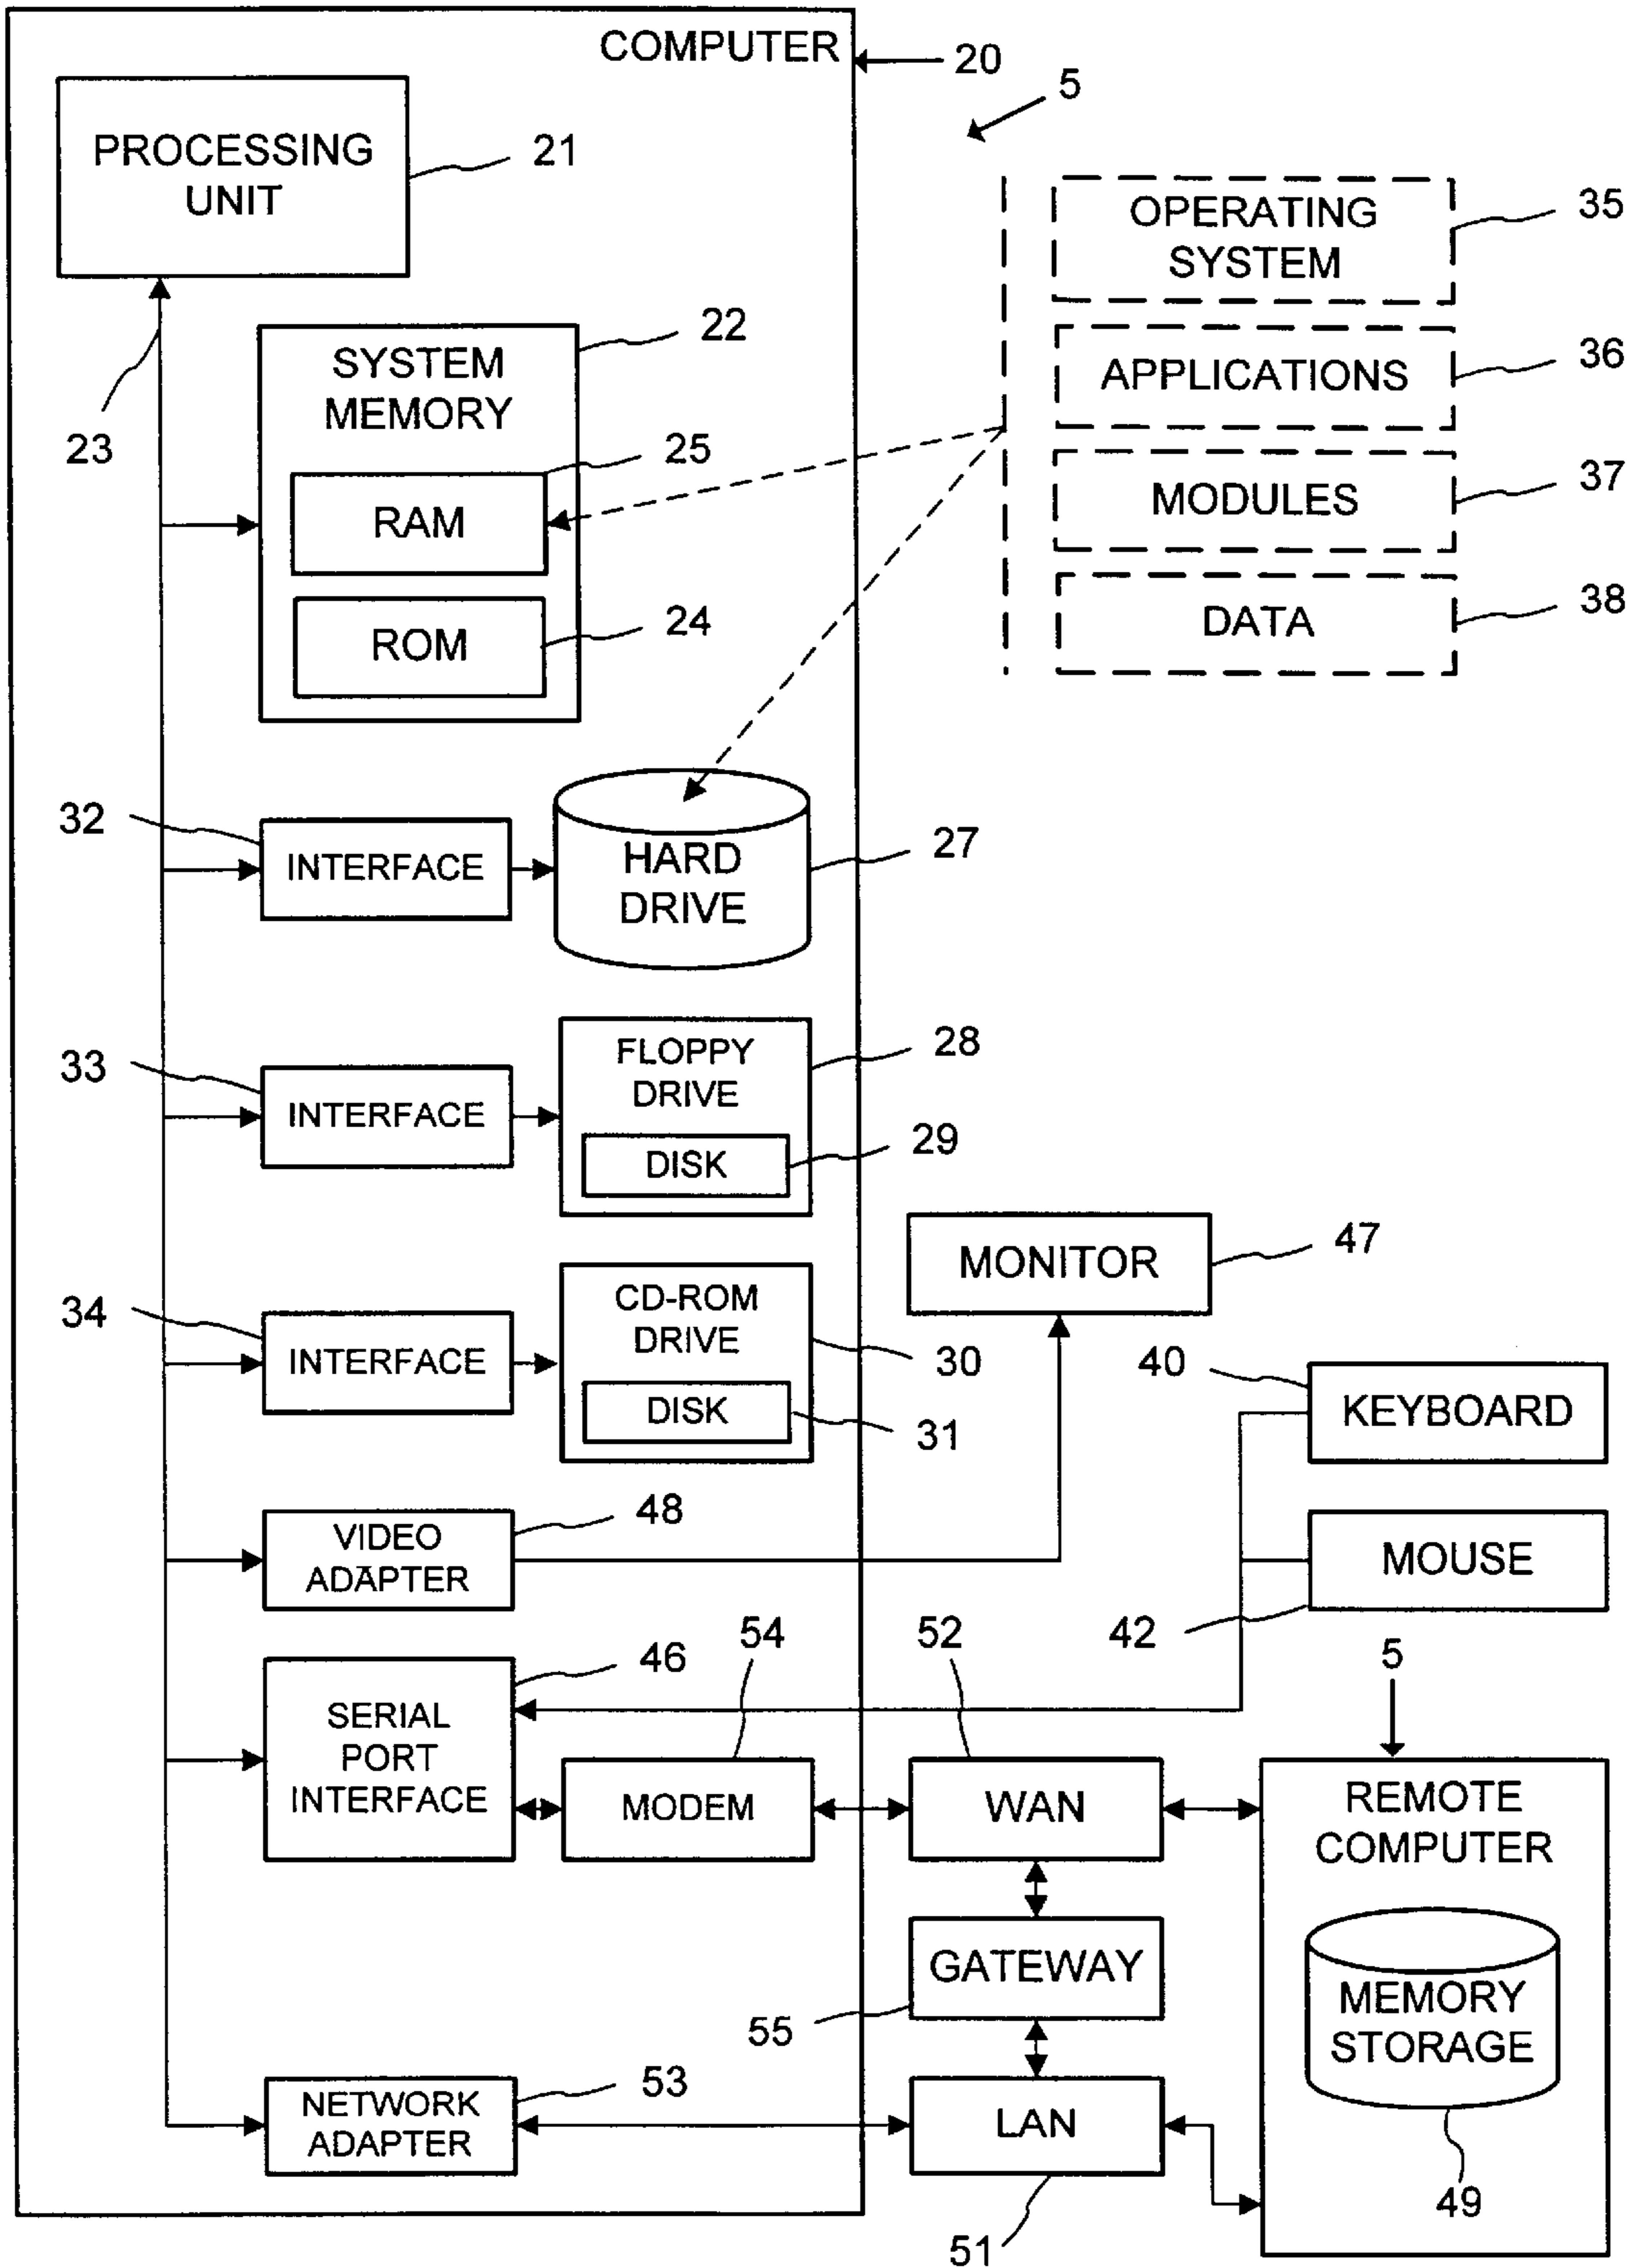 COMPUTER
20
5
PROCESSING
UNIT
21
OPERATING
SYSTEM
35
22
SYSTEM
MEMORY
APPLICATIONS
36
23
25
RAM
MODULES
37
24
ROM
DATA
38
32
INTERFACE
HARD
DRIVE
27
33
INTERFACE
FLOPPY
DRIVE
28
DISK
29
MONITOR
47
34
INTERFACE
CD-ROM
DRIVE
30
DISK
31
40
KEYBOARD
VIDEO
ADAPTER
48
MOUSE
42
46
54
52
5
SERIAL
PORT
INTERFACE
MODEM
WAN
REMOTE
COMPUTER
GATEWAY
55
MEMORY
STORAGE
49
NETWORK
ADAPTER
53
LAN
51